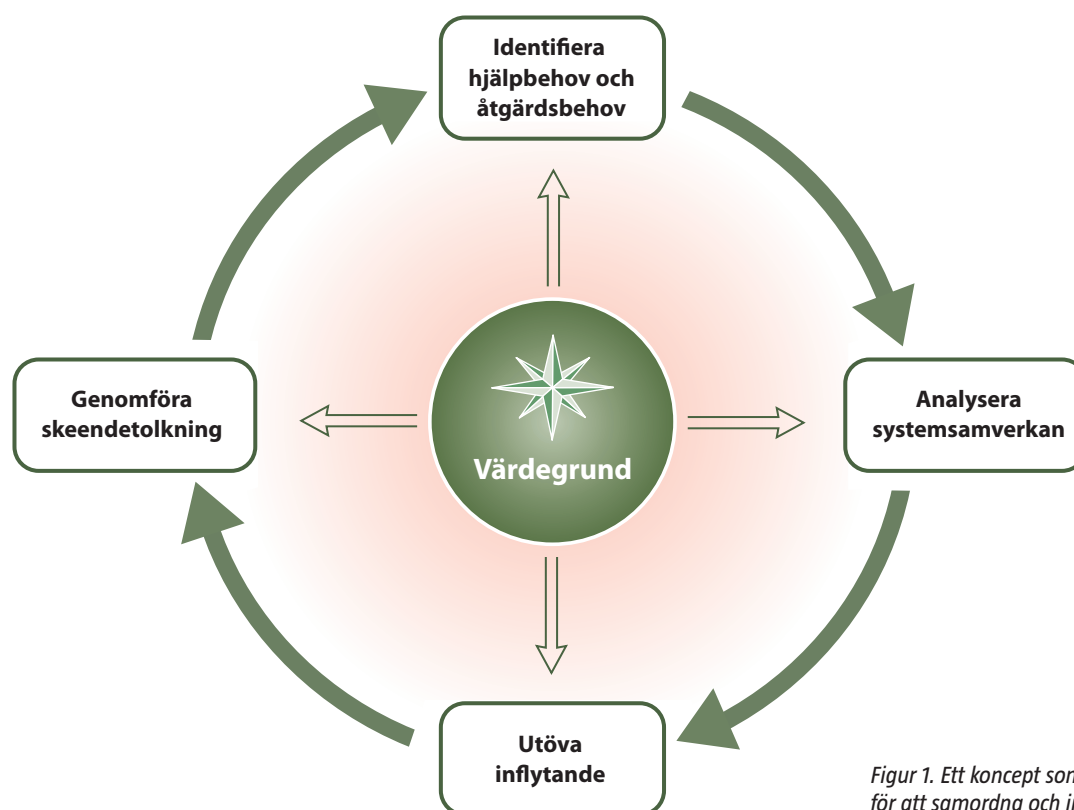 Identifiera
hjälpbehov och
åtgärdsbehov
Genomföra
skeendetolkning
Värdegrund
Analysera
systemsamverkan
Utöva
inflytande
Figur 1. Ett koncept som
för att samordna och